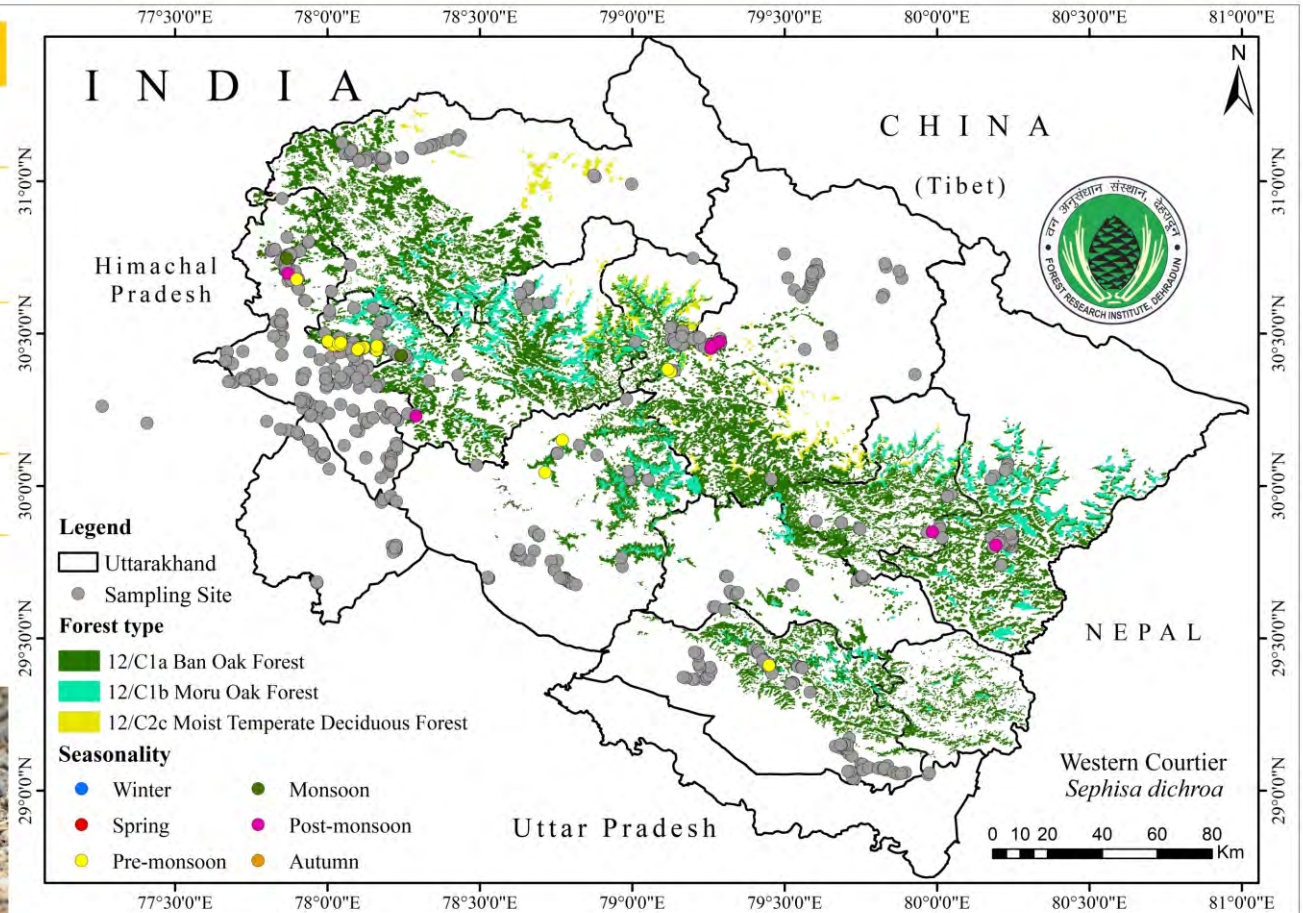 77°30'0"E 78°0'0"E 78°30'0"E 79°0'0"E 79°30'0"E 80°0'0"E 80°30'0"E 81°0'0"E
INDIA
N
CHINA
(Tibet)
वन अनुसंधान संस्थान, देहरादून
FOREST RESEARCH INSTITUTE, DEHRADUN
Himachal
Pradesh
31°0'0"N 31°0'0"N
30°30'0"N 30°30'0"N
30°0'0"N 30°0'0"N
29°30'0"N 29°30'0"N
29°0'0"N 29°0'0"N
Legend
Uttarakhand
Sampling Site
Forest type
12/C1a Ban Oak Forest
12/C1b Moru Oak Forest
12/C2c Moist Temperate Deciduous Forest
Seasonality
Winter
Spring
Pre-monsoon
Monsoon
Post-monsoon
Autumn
NEPAL
Uttar Pradesh
Western Courtier
Sephisa dichroa
0 10 20 40 60 80
Km
77°30'0"E 78°0'0"E 78°30'0"E 79°0'0"E 79°30'0"E 80°0'0"E 80°30'0"E 81°0'0"E